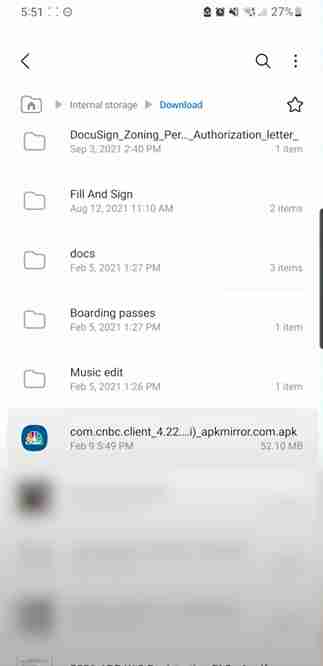 5:51
27%
Internal storage
Download
DocuSign_Zoning_Per..._Authorization_letter_
Sep 3, 2021 2:40 PM
1 item
Fill And Sign
Aug 12, 2021 11:10 AM
2 items
docs
Feb 5, 2021 1:27 PM
3 items
Boarding passes
Feb 5, 2021 1:27 PM
1 item
Music edit
Feb 5, 2021 1:26 PM
1 item
com.cnbc.client_4.22....i)_apkmirror.com.apk
Feb 9 5:49 PM
52.10 MB